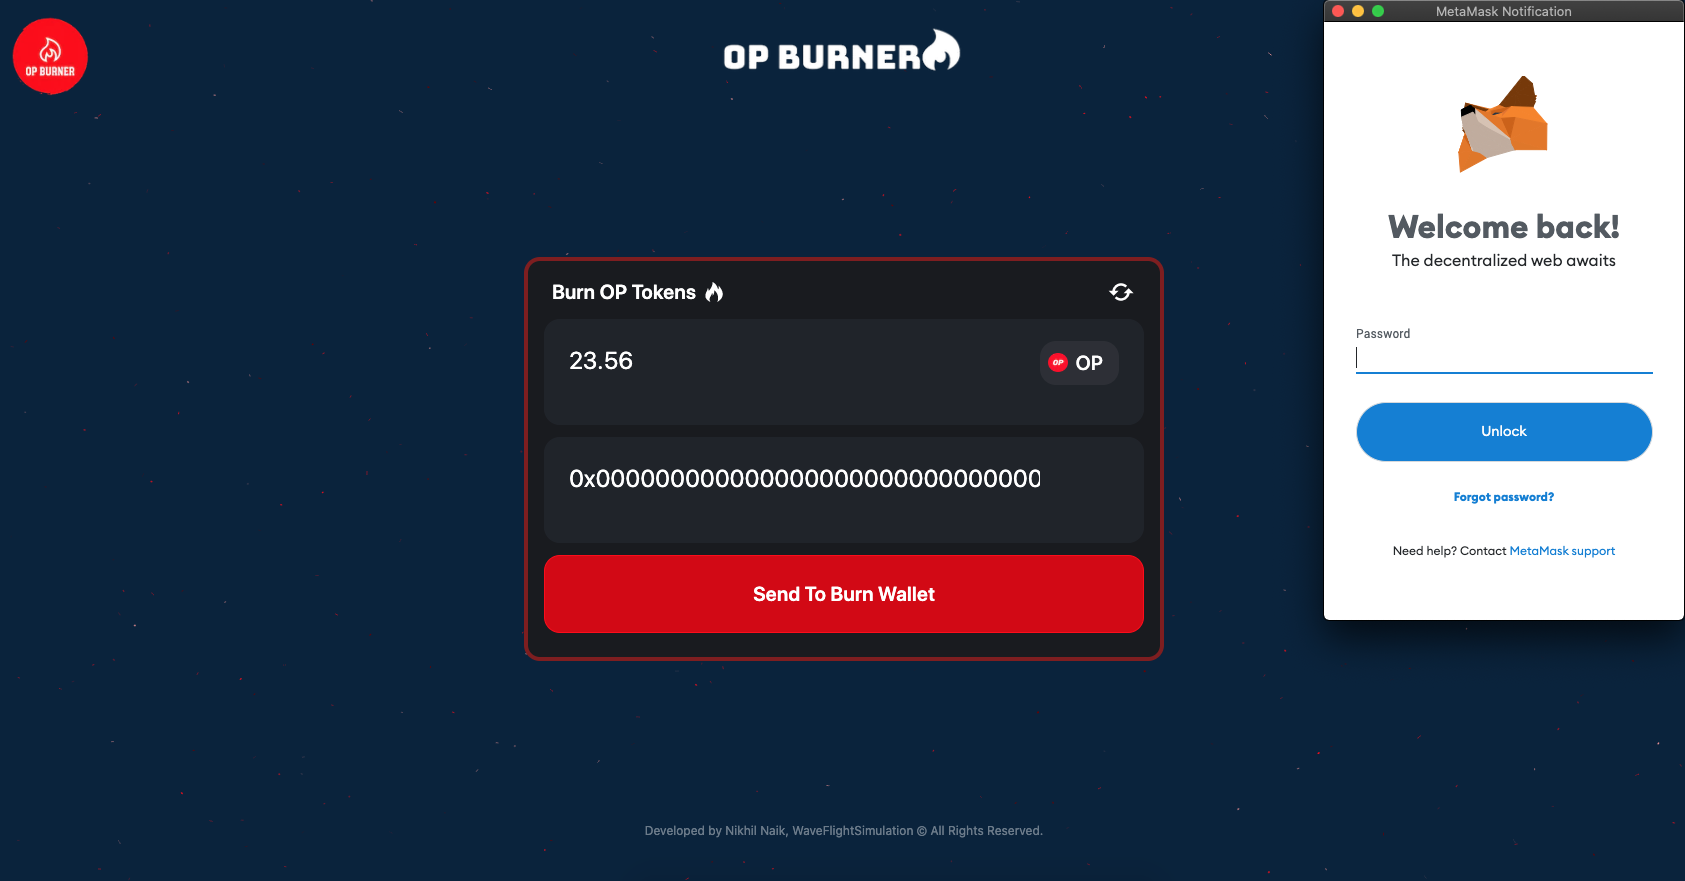 OP BURNER
OP BURNER
MetaMask Notification
Welcome back!
The decentralized web awaits
Password
Unlock
Forgot password?
Need help? Contact MetaMask support
Burn OP Tokens
23.56
OP OP
0x00000000000000000000000000000000
Send To Burn Wallet
Developed by Nikhil Naik, WaveFlightSimulation © All Rights Reserved.